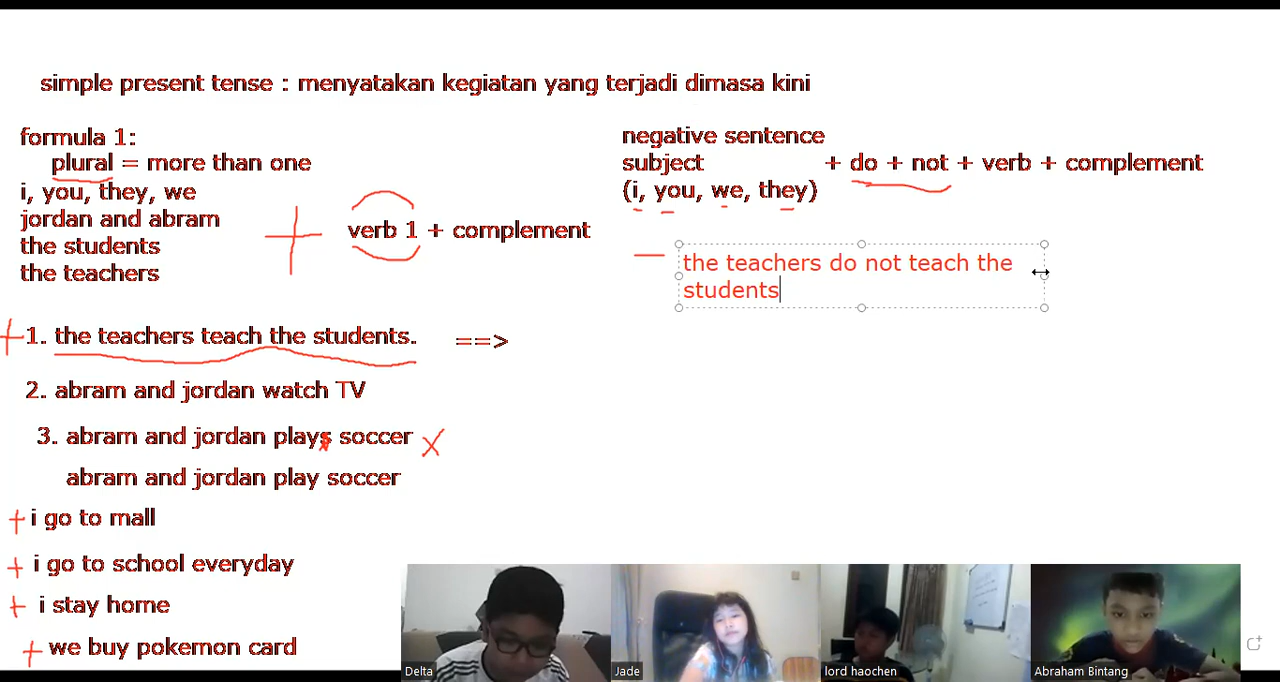 simple present tense : menyatakan kegiatan yang terjadi dimasa kini
formula 1:
plural = more than one
i, you, they, we
jordan and abram
the students
the teachers
verb 1 + complement
negative sentence
subject + do + not + verb + complement
(i, you, we, they)
the teachers do not teach the
students
1. the teachers teach the students. ==>
2. abram and jordan watch TV
3. abram and jordan plays soccer X
abram and jordan play soccer
+ i go to mall
+ i go to school everyday
+ i stay home
+ we buy pokemon card
Delta
Jade
lord haochen
Abraham Bintang